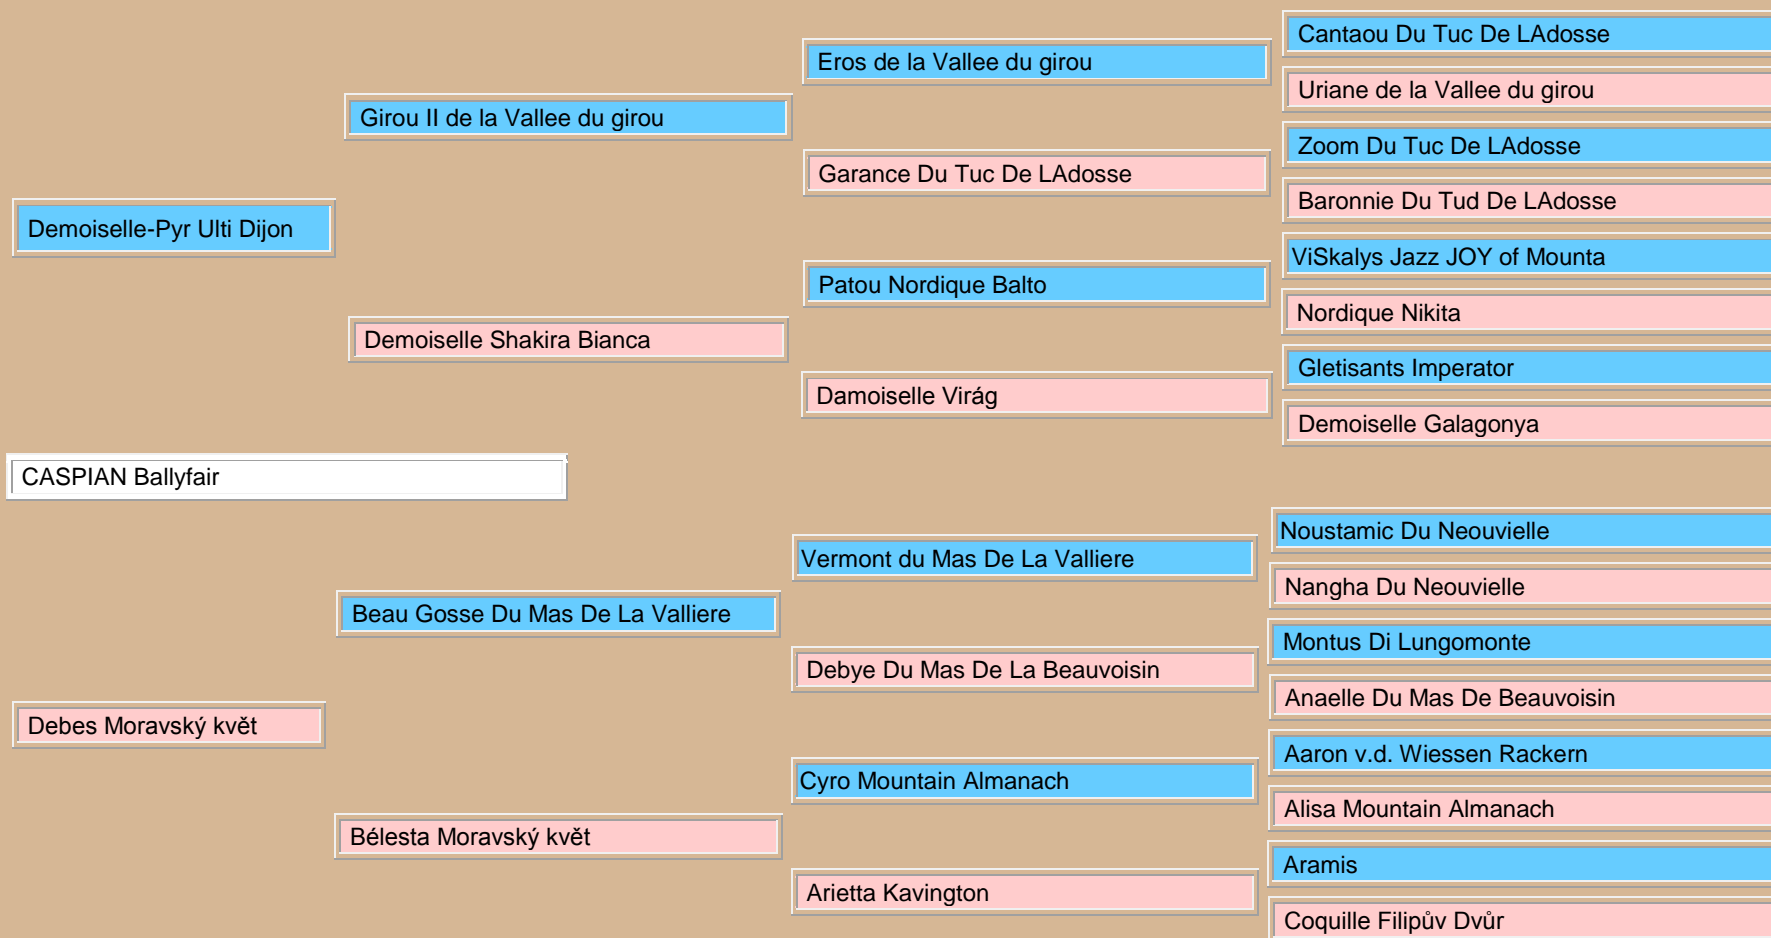 Cantaou Du Tuc De LAdosse
Eros de la Vallee du girou
Uriane de la Vallee du girou
Girou II de la Vallee du girou
Zoom Du Tuc De LAdosse
Garance Du Tuc De LAdosse
Baronnie Du Tud De LAdosse
Demoiselle-Pyr Ulti Dijon
ViSkalys Jazz JOY of Mounta
Patou Nordique Balto
Nordique Nikita
Demoiselle Shakira Bianca
Gletisants Imperator
Damoiselle Virág
Demoiselle Galagonya
CASPIAN Ballyfair
Noustamic Du Neouvielle
Vermont du Mas De La Valliere
Nangha Du Neouvielle
Beau Gosse Du Mas De La Valliere
Montus Di Lungomonte
Debye Du Mas De La Beauvoisin
Anaelle Du Mas De Beauvoisin
Debes Moravský květ
Aaron v.d. Wiessen Rackern
Cyro Mountain Almanach
Alisa Mountain Almanach
Bélesta Moravský květ
Aramis
Arietta Kavington
Coquille Filipův Dvůr